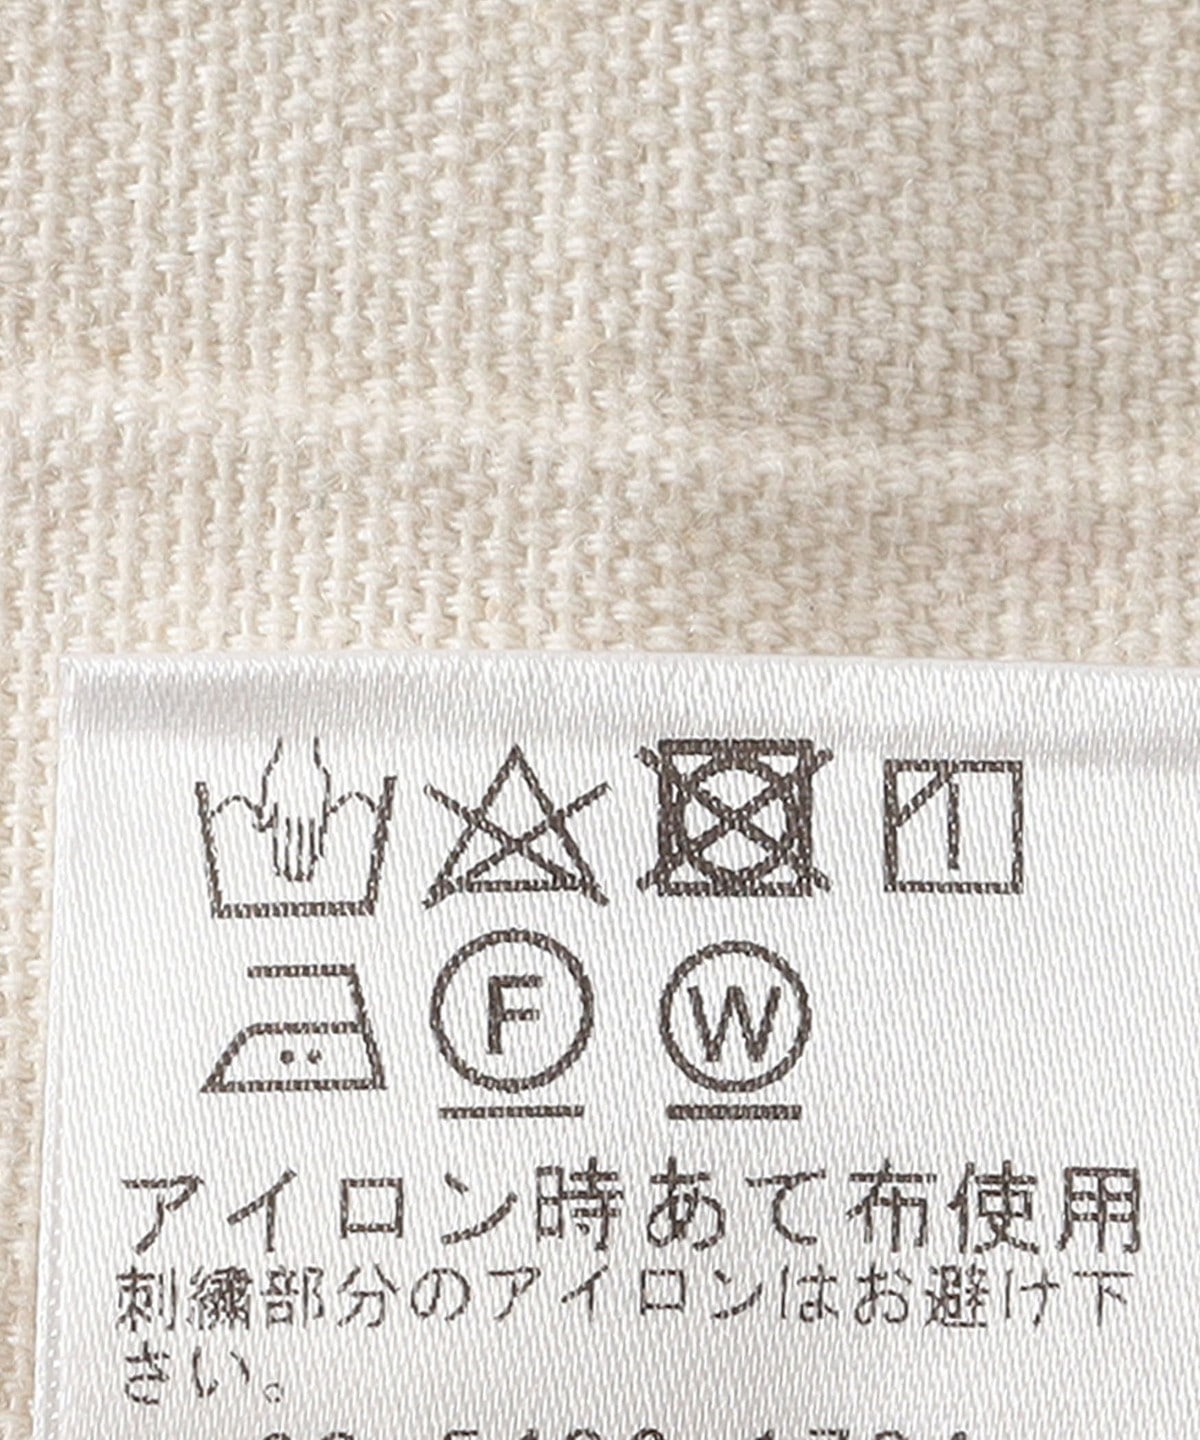 F W
アイロン時あて布使用
刺繍部分のアイロンはお避け下
さい。